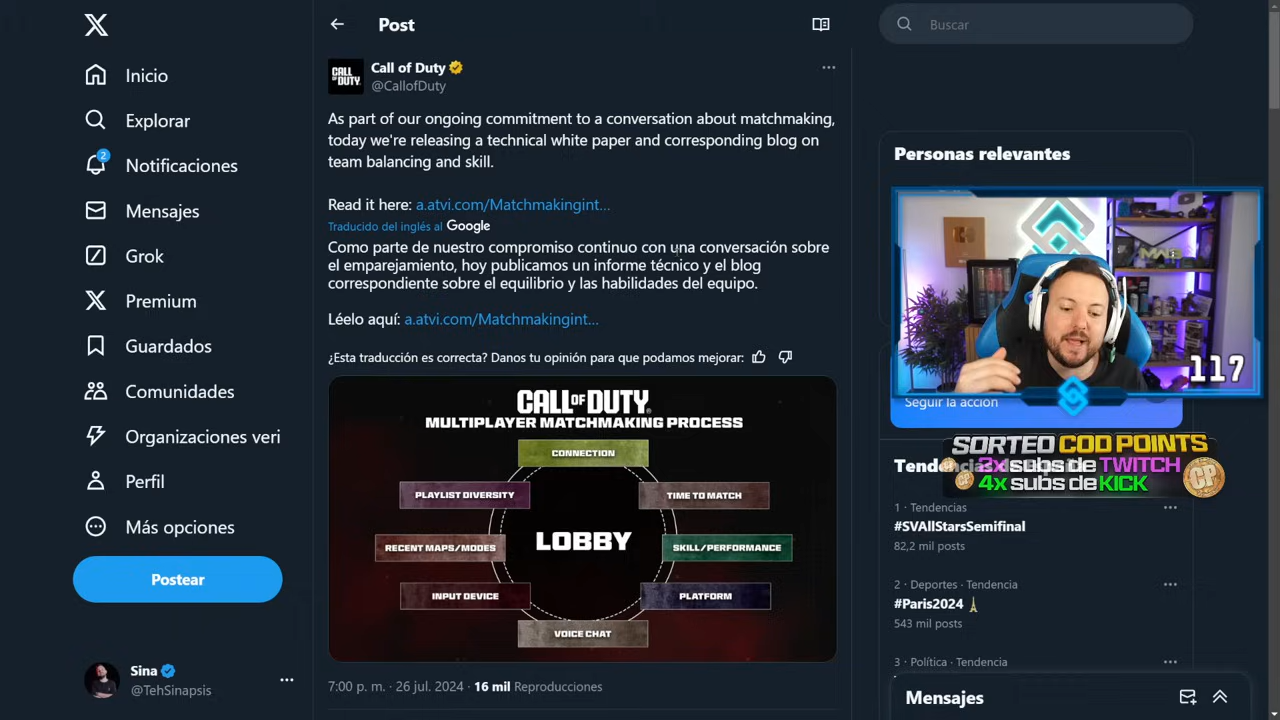 Inicio
Explorar
2
Notificaciones
Mensajes
Grok
Premium
Guardados
Comunidades
Organizaciones veri
Perfil
Más opciones
Postear
Sina
@TehSinapsis
Post
CALL OF DUTY
Call of Duty
@CallofDuty
As part of our ongoing commitment to a conversation about matchmaking,
today we're releasing a technical white paper and corresponding blog on
team balancing and skill.
Read it here: a.atvi.com/Matchmakingint...
Traducido del inglés al Google
Como parte de nuestro compromiso continuo con una conversación sobre
el emparejamiento, hoy publicamos un informe técnico y el blog
correspondiente sobre el equilibrio y las habilidades del equipo.
Léelo aquí: a.atvi.com/Matchmakingint...
¿Esta traducción es correcta? Danos tu opinión para que podamos mejorar:
CALL OF DUTY
MULTIPLAYER MATCHMAKING PROCESS
CONNECTION
PLAYLIST DIVERSITY
TIME TO MATCH
RECENT MAPS/MODES
LOBBY
SKILL/PERFORMANCE
INPUT DEVICE
PLATFORM
VOICE CHAT
7:00 p. m. · 26 jul. 2024 · 16 mil Reproducciones
Buscar
Personas relevantes
117
Seguir la acción
SORTEO COD POINTS
3x subs de TWITCH
4x subs de KICK
CP
1 · Tendencias
#SVAllStarsSemifinal
82,2 mil posts
2 · Deportes · Tendencia
#Paris2024
543 mil posts
3 · Política · Tendencia
Mensajes